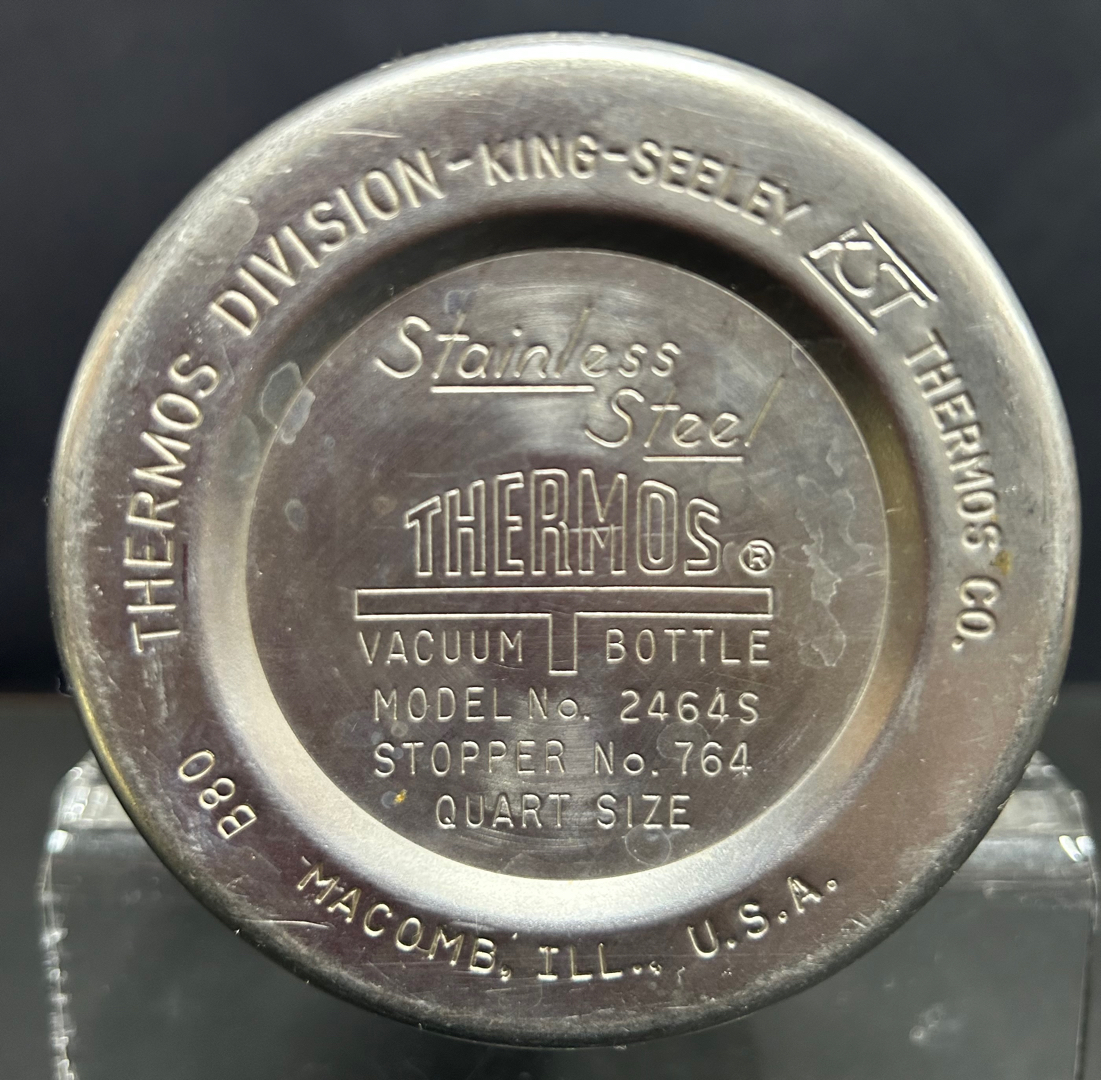 THERMOS DIVISION-KING-SEELEY KST THERMOS CO.
Stainless
Steel
THERMOS ®
VACUUM BOTTLE
MODEL No. 2464S
STOPPER No. 764
QUART SIZE
B80
MACOMB, ILL., U.S.A.